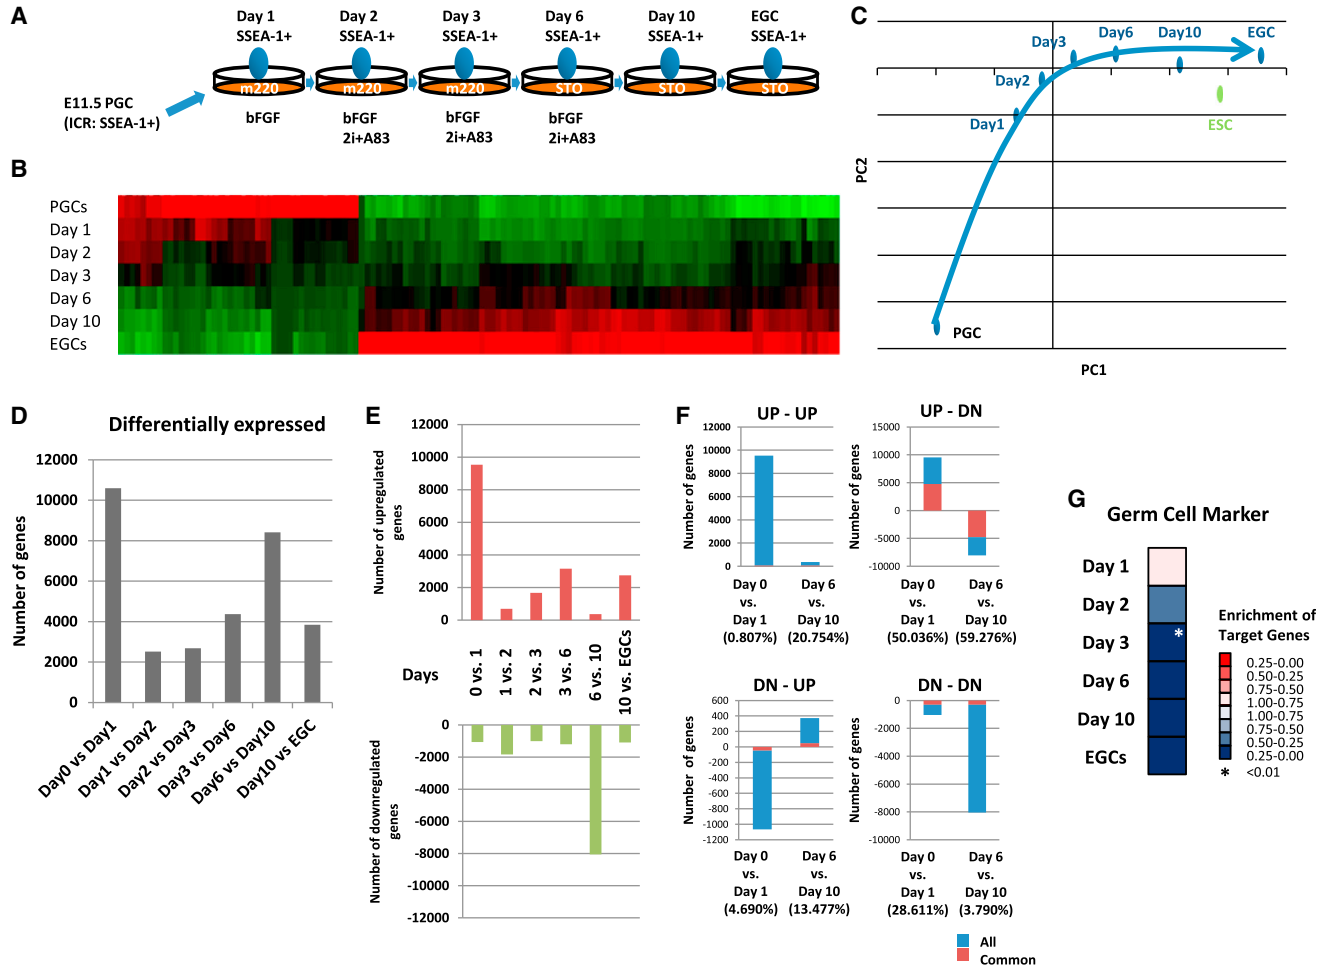 A
Day 1
SSEA-1+
Day 2
SSEA-1+
Day 3
SSEA-1+
Day 6
SSEA-1+
Day 10
SSEA-1+
EGC
SSEA-1+
m220
m220
m220
STO
STO
STO
E11.5 PGC
(ICR: SSEA-1+)
bFGF
bFGF
2i+A83
bFGF
2i+A83
bFGF
2i+A83
B
PGCs
Day 1
Day 2
Day 3
Day 6
Day 10
EGCs
C
Day3
Day6
Day10
EGC
Day2
Day1
ESC
PGC
PC2
PC1
D
Differentially expressed
Number of genes
12000
10000
8000
6000
4000
2000
0
Day0 vs Day1
Day1 vs Day2
Day2 vs Day3
Day3 vs Day6
Day6 vs Day10
Day10 vs EGC
E
Number of upregulated
genes
12000
10000
8000
6000
4000
2000
0
Days
0 vs. 1
1 vs. 2
2 vs. 3
3 vs. 6
6 vs. 10
10 vs. EGCs
Number of downregulated
genes
0
-2000
-4000
-6000
-8000
-10000
-12000
F
UP - UP
Number of genes
12000
10000
8000
6000
4000
2000
0
Day 0
vs.
Day 1
(0.807%)
Day 6
vs.
Day 10
(20.754%)
UP - DN
Number of genes
15000
10000
5000
0
-5000
-10000
Day 0
vs.
Day 1
(50.036%)
Day 6
vs.
Day 10
(59.276%)
DN - UP
Number of genes
600
400
200
0
-200
-400
-600
-800
-1000
-1200
Day 0
vs.
Day 1
(4.690%)
Day 6
vs.
Day 10
(13.477%)
DN - DN
Number of genes
0
-2000
-4000
-6000
-8000
-10000
Day 0
vs.
Day 1
(28.611%)
Day 6
vs.
Day 10
(3.790%)
All
Common
G
Germ Cell Marker
Day 1
Day 2
Day 3
*
Day 6
Day 10
EGCs
Enrichment of
Target Genes
0.25-0.00
0.50-0.25
0.75-0.50
1.00-0.75
1.00-0.75
0.75-0.50
0.50-0.25
0.25-0.00
* <0.01